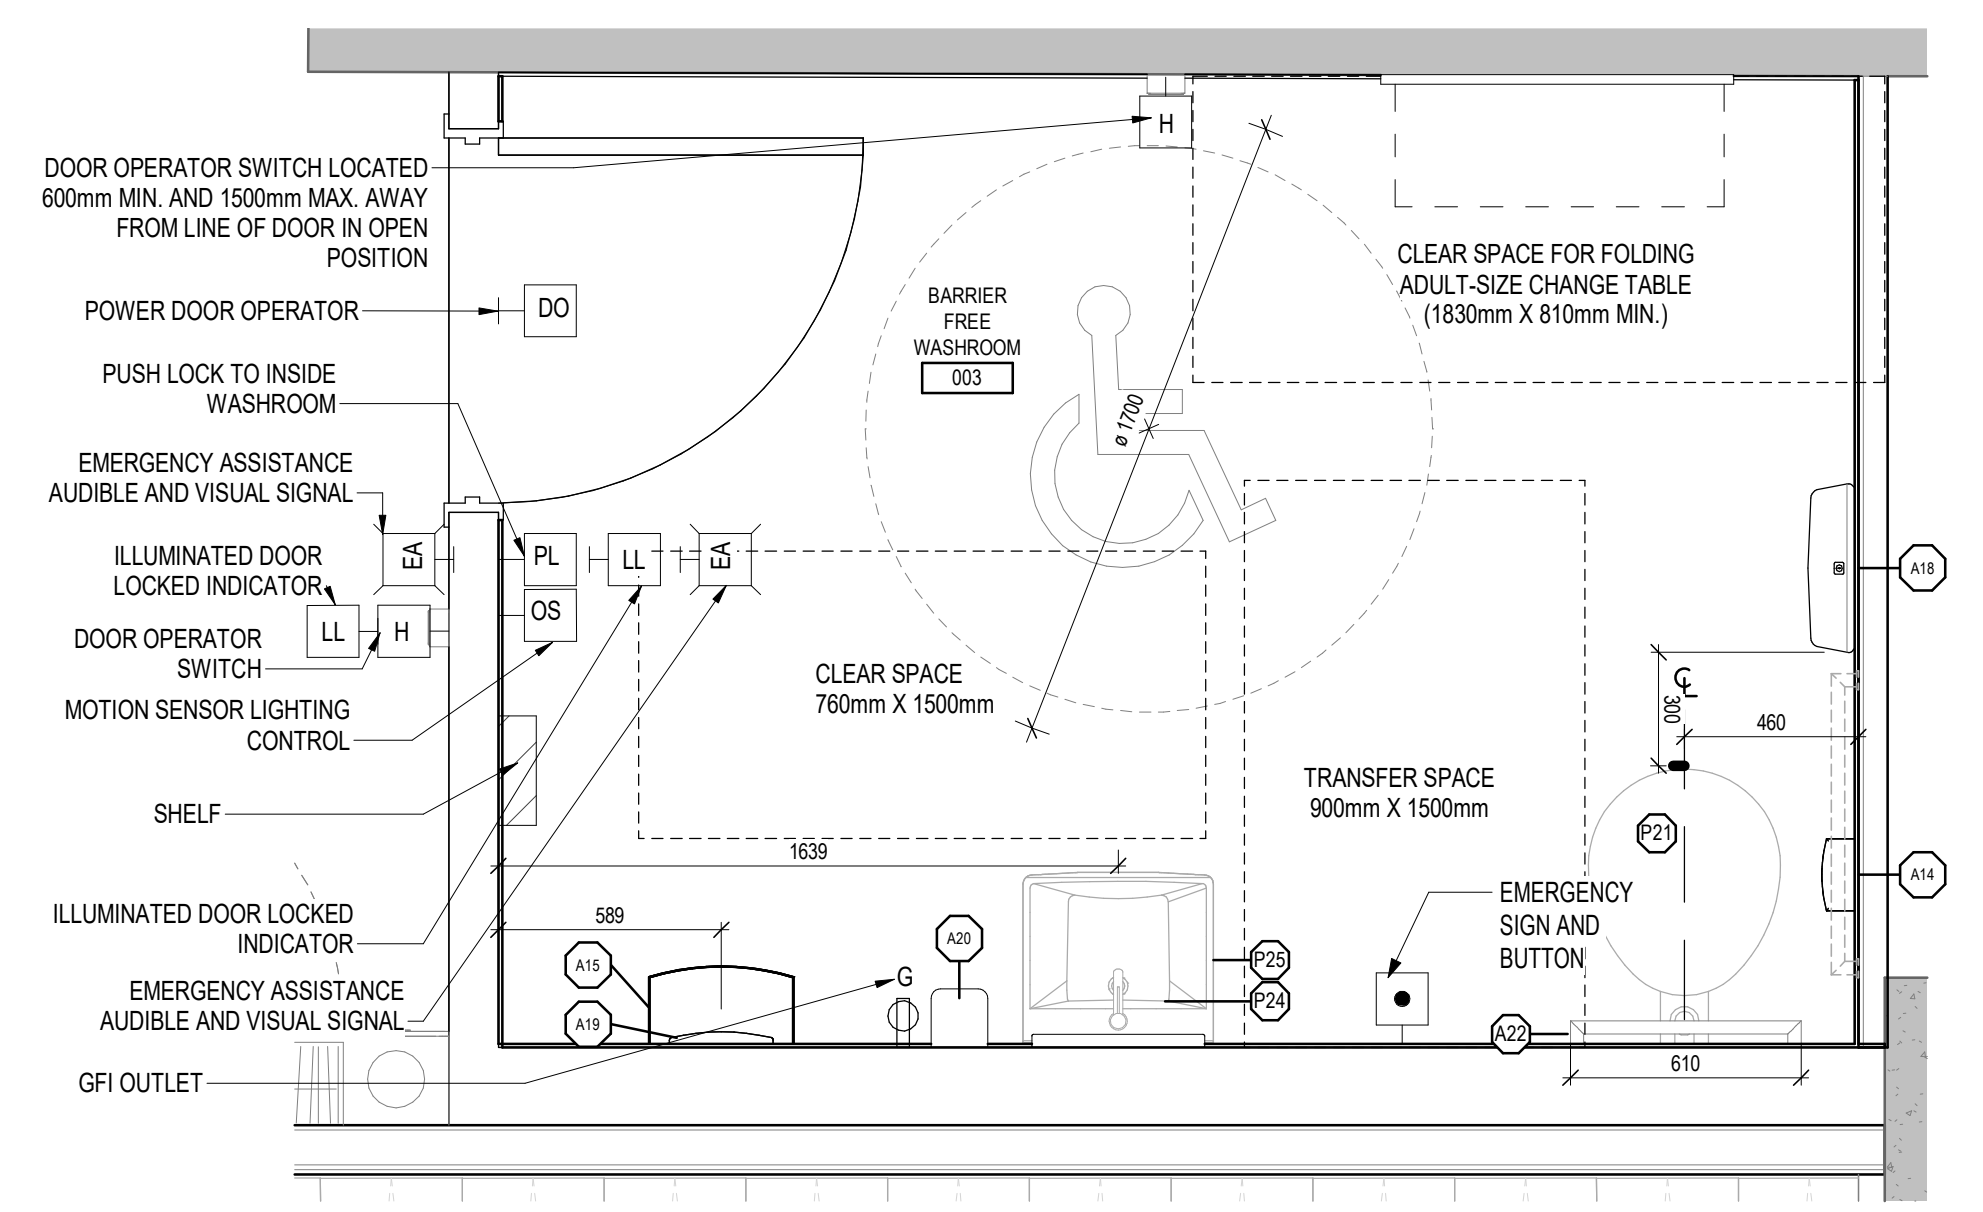 DOOR OPERATOR SWITCH LOCATED
600mm MIN. AND 1500mm MAX. AWAY
FROM LINE OF DOOR IN OPEN
POSITION
H
POWER DOOR OPERATOR
DO
BARRIER
FREE
WASHROOM
003
CLEAR SPACE FOR FOLDING
ADULT-SIZE CHANGE TABLE
(1830mm X 810mm MIN.)
ø 1700
PUSH LOCK TO INSIDE
WASHROOM
EMERGENCY ASSISTANCE
AUDIBLE AND VISUAL SIGNAL
EA
PL
LL
EA
ILLUMINATED DOOR
LOCKED INDICATOR
LL
H
OS
DOOR OPERATOR
SWITCH
A18
CLEAR SPACE
760mm X 1500mm
MOTION SENSOR LIGHTING
CONTROL
CL
300
460
SHELF
TRANSFER SPACE
900mm X 1500mm
P21
1639
A14
EMERGENCY
SIGN AND
BUTTON
ILLUMINATED DOOR LOCKED
INDICATOR
589
A15
A20
G
P25
P24
EMERGENCY ASSISTANCE
AUDIBLE AND VISUAL SIGNAL
A19
A22
610
GFI OUTLET